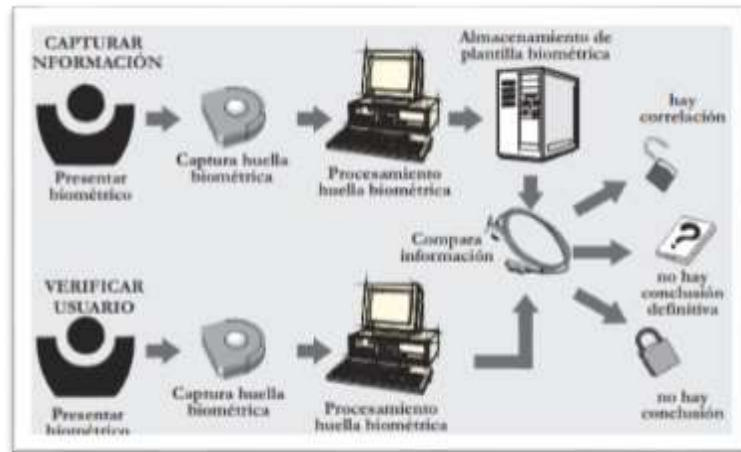 CAPTURAR
NFORMACIÓN
Presentar
biométrico
Captura huella
biométrica
Procesamiento
huella biométrica
Almacenamiento de
plantilla biométrica
hay
correlación
Compara
información
?
no hay
conclusión
definitiva
no hay
conclusión
VERIFICAR
USUARIO
Presentar
biométrico
Captura huella
biométrica
Procesamiento
huella biométrica